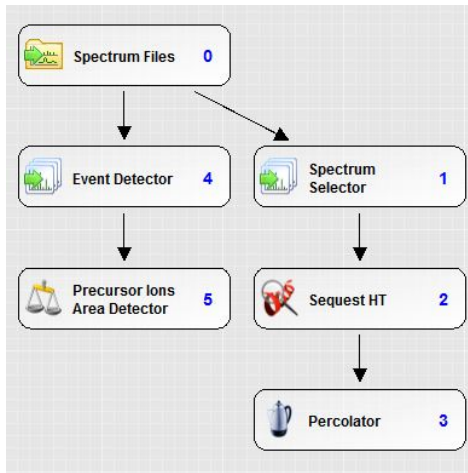 Spectrum Files 0
Event Detector 4
Spectrum
Selector 1
Precursor Ions
Area Detector 5
Sequest HT 2
Percolator 3